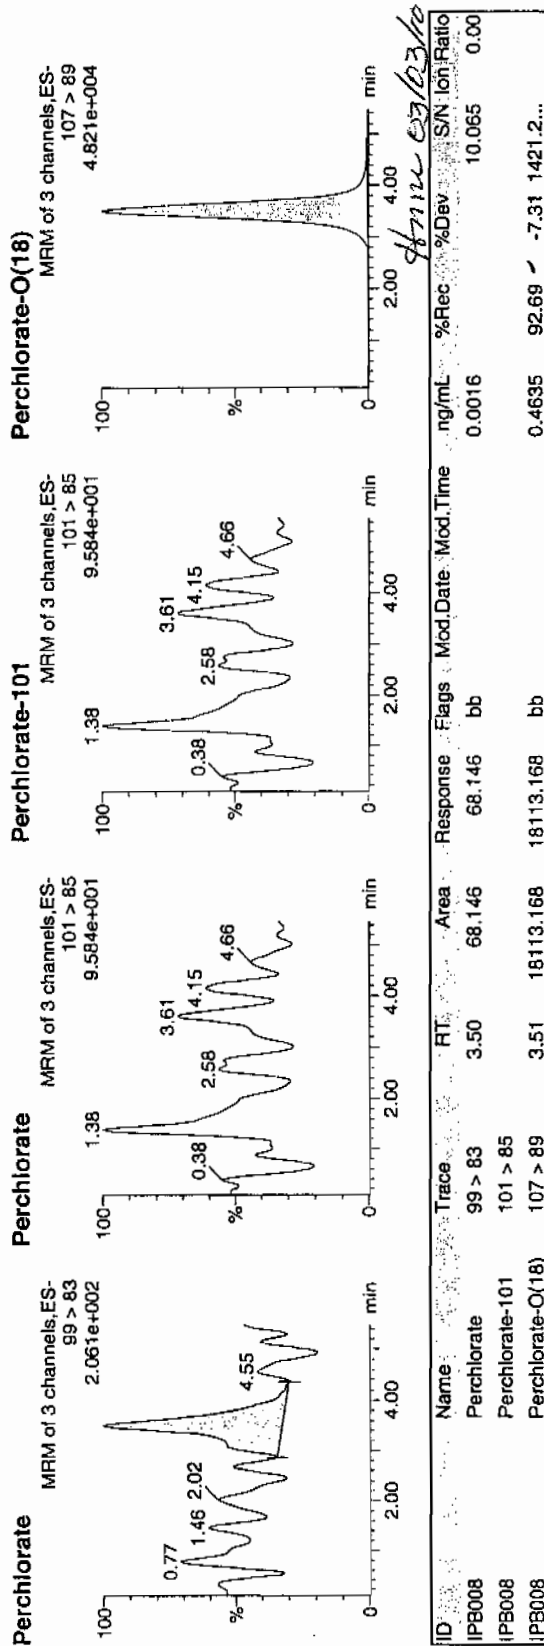 Perchlorate
MRM of 3 channels,ES-
99 > 83
2.061e+002
100
%
0
0.77
1.46
2.02
4.55
2.00
4.00
min
Perchlorate
MRM of 3 channels,ES-
101 > 85
9.584e+001
100
%
0
0.38
1.38
2.58
3.61
4.15
4.66
2.00
4.00
min
Perchlorate-101
MRM of 3 channels,ES-
101 > 85
9.584e+001
100
%
0
0.38
1.38
2.58
3.61
4.15
4.66
2.00
4.00
min
Perchlorate-O(18)
MRM of 3 channels,ES-
107 > 89
4.821e+004
100
%
0
2.00
4.00
min
03/03/10
ID Name Trace RT Area Response Flags Mod.Date Mod.Time ng/mL %Rec %Dev S/N Ion Ratio
IPB008 Perchlorate 99 > 83 3.50 68.146 68.146 bb 0.0016 10.065 0.00
IPB008 Perchlorate-101 101 > 85
IPB008 Perchlorate-O(18) 107 > 89 3.51 18113.168 18113.168 bb 0.4635 92.69 -7.31 1421.2...